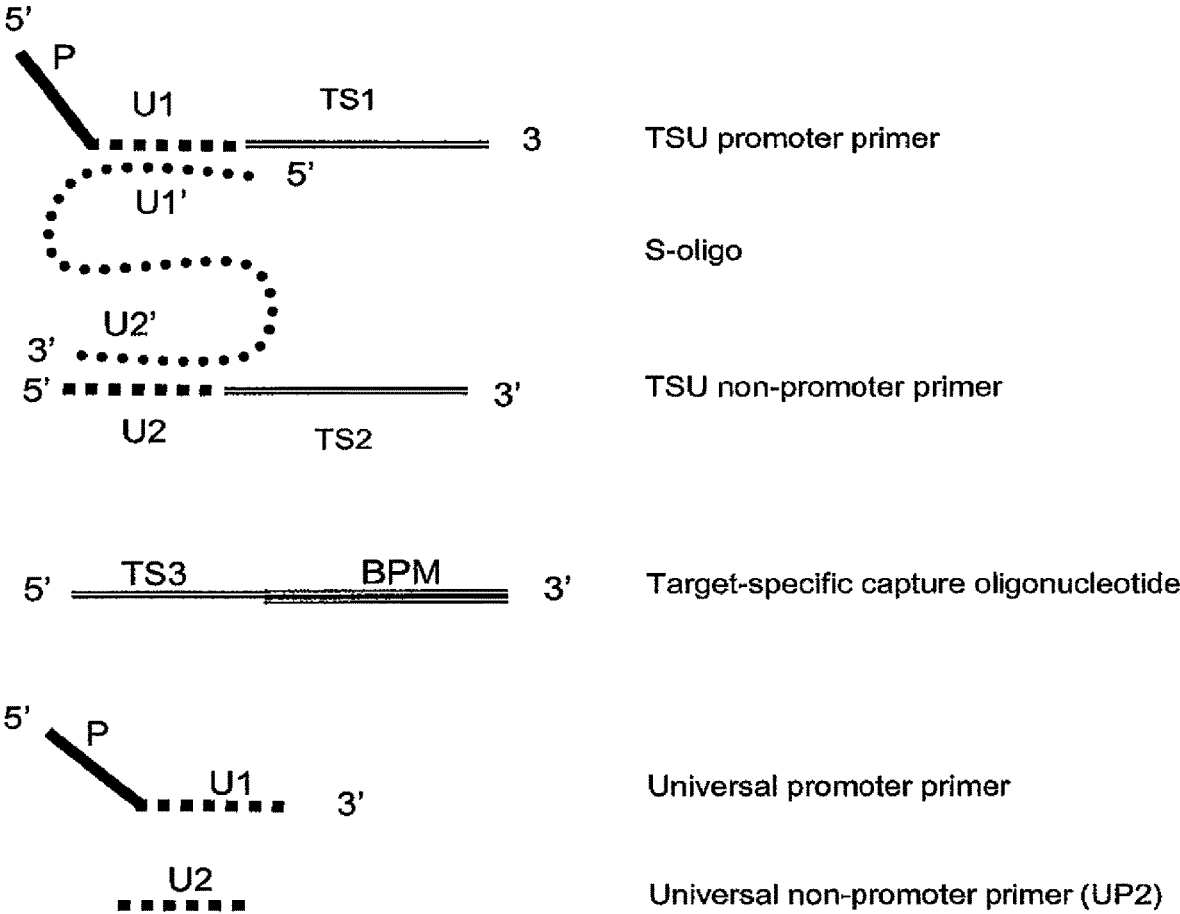 5'
P
U1 TS1
3 TSU promoter primer
5'
U1'
S-oligo
U2'
3'
5' 3' TSU non-promoter primer
U2 TS2
TS3 BPM
5' 3' Target-specific capture oligonucleotide
5'
P
U1
3' Universal promoter primer
U2
Universal non-promoter primer (UP2)